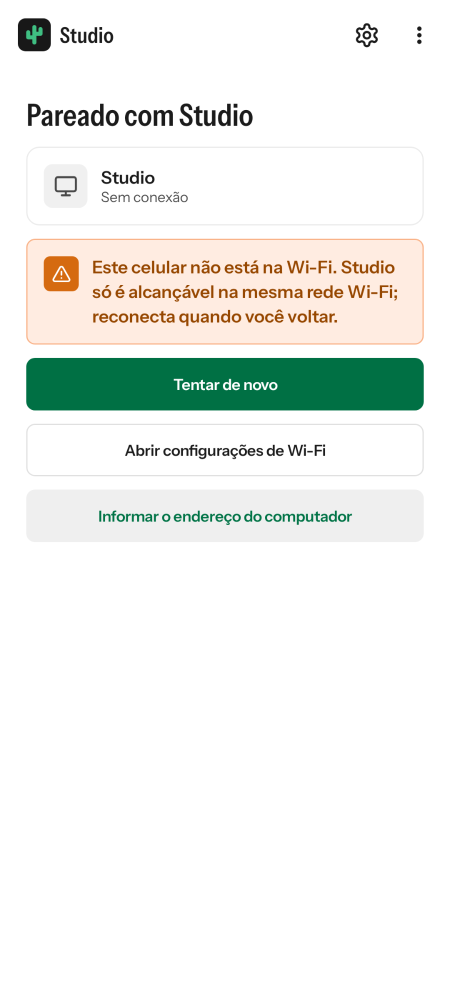 Studio
Pareado com Studio
Studio
Sem conexão
Este celular não está na Wi-Fi. Studio
só é alcançável na mesma rede Wi-Fi;
reconecta quando você voltar.
Tentar de novo
Abrir configurações de Wi-Fi
Informar o endereço do computador